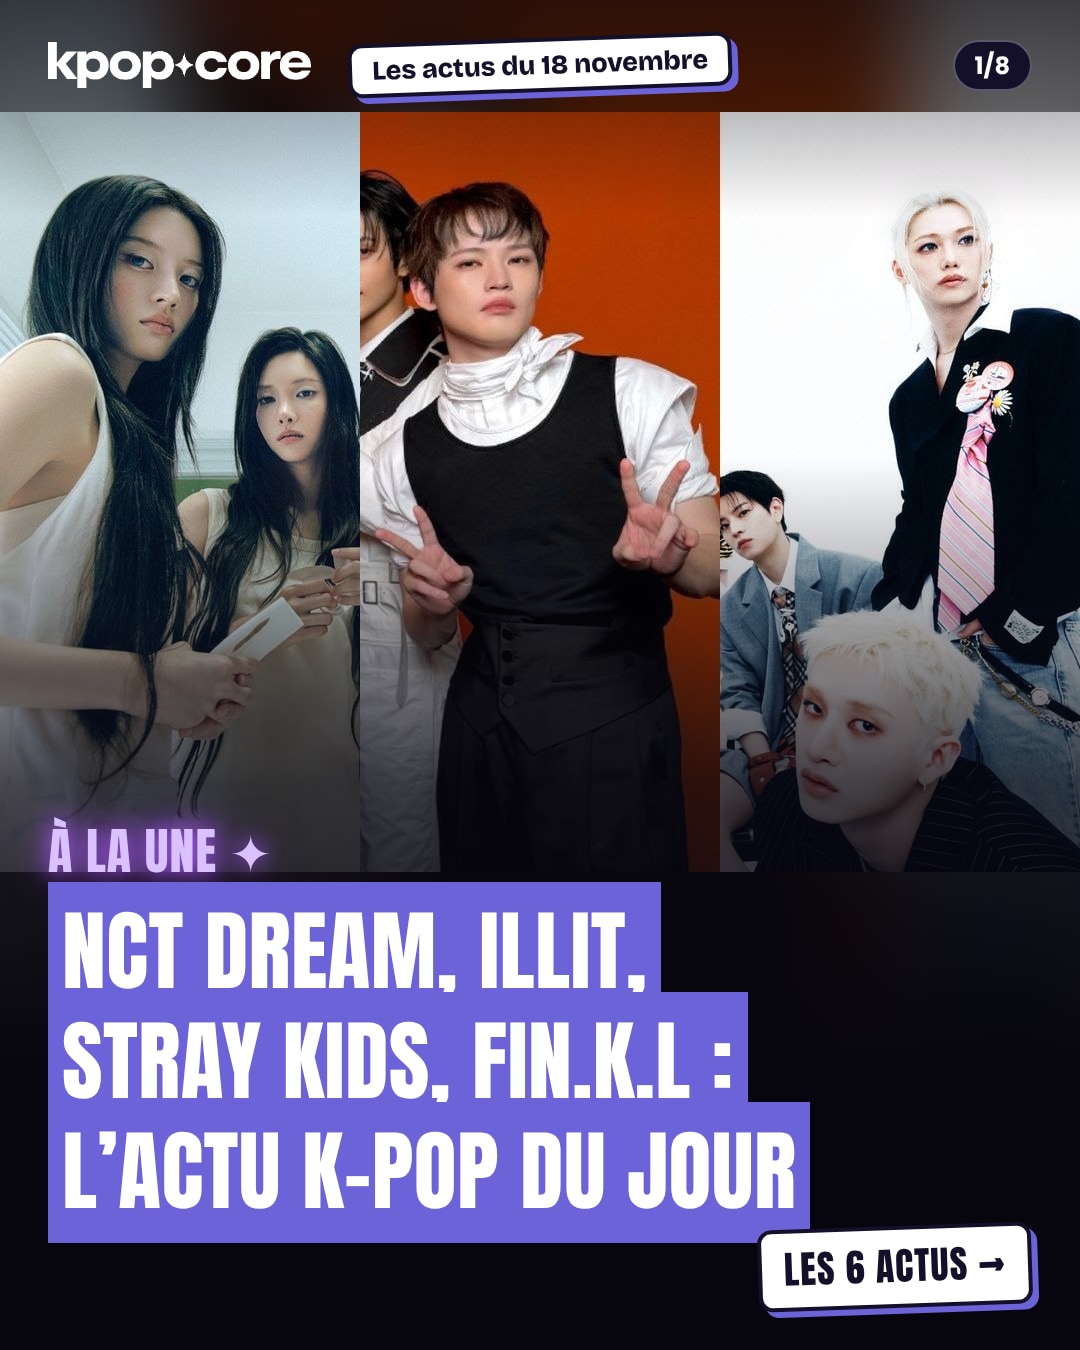 kpop✦core
Les actus du 18 novembre
1/8
À LA UNE ✦
NCT DREAM, ILLIT,
STRAY KIDS, FIN.K.L :
L’ACTU K-POP DU JOUR
LES 6 ACTUS →